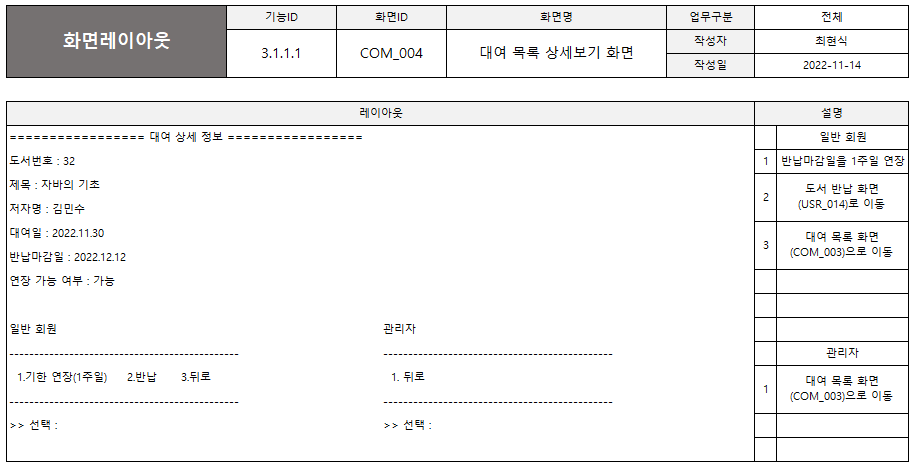 화면레이아웃
기능ID 화면ID 화면명 업무구분 전체
3.1.1.1 COM_004 대여 목록 상세보기 화면 작성자 최현식
작성일 2022-11-14
레이아웃 설명
================= 대여 상세 정보 =================
일반 회원
도서번호 : 32
1 반납마감일을 1주일 연장
제목 : 자바의 기초
2 도서 반납 화면
(USR_014)로 이동
저자명 : 김민수
대여일 : 2022.11.30
3 대여 목록 화면
(COM_003)으로 이동
반납마감일 : 2022.12.12
연장 가능 여부 : 가능
일반 회원 관리자
--------------------------------------------- ---------------------------------------------
관리자
1.기한 연장(1주일) 2.반납 3.뒤로 1. 뒤로
1 대여 목록 화면
(COM_003)으로 이동
--------------------------------------------- ---------------------------------------------
>> 선택 : >> 선택 :